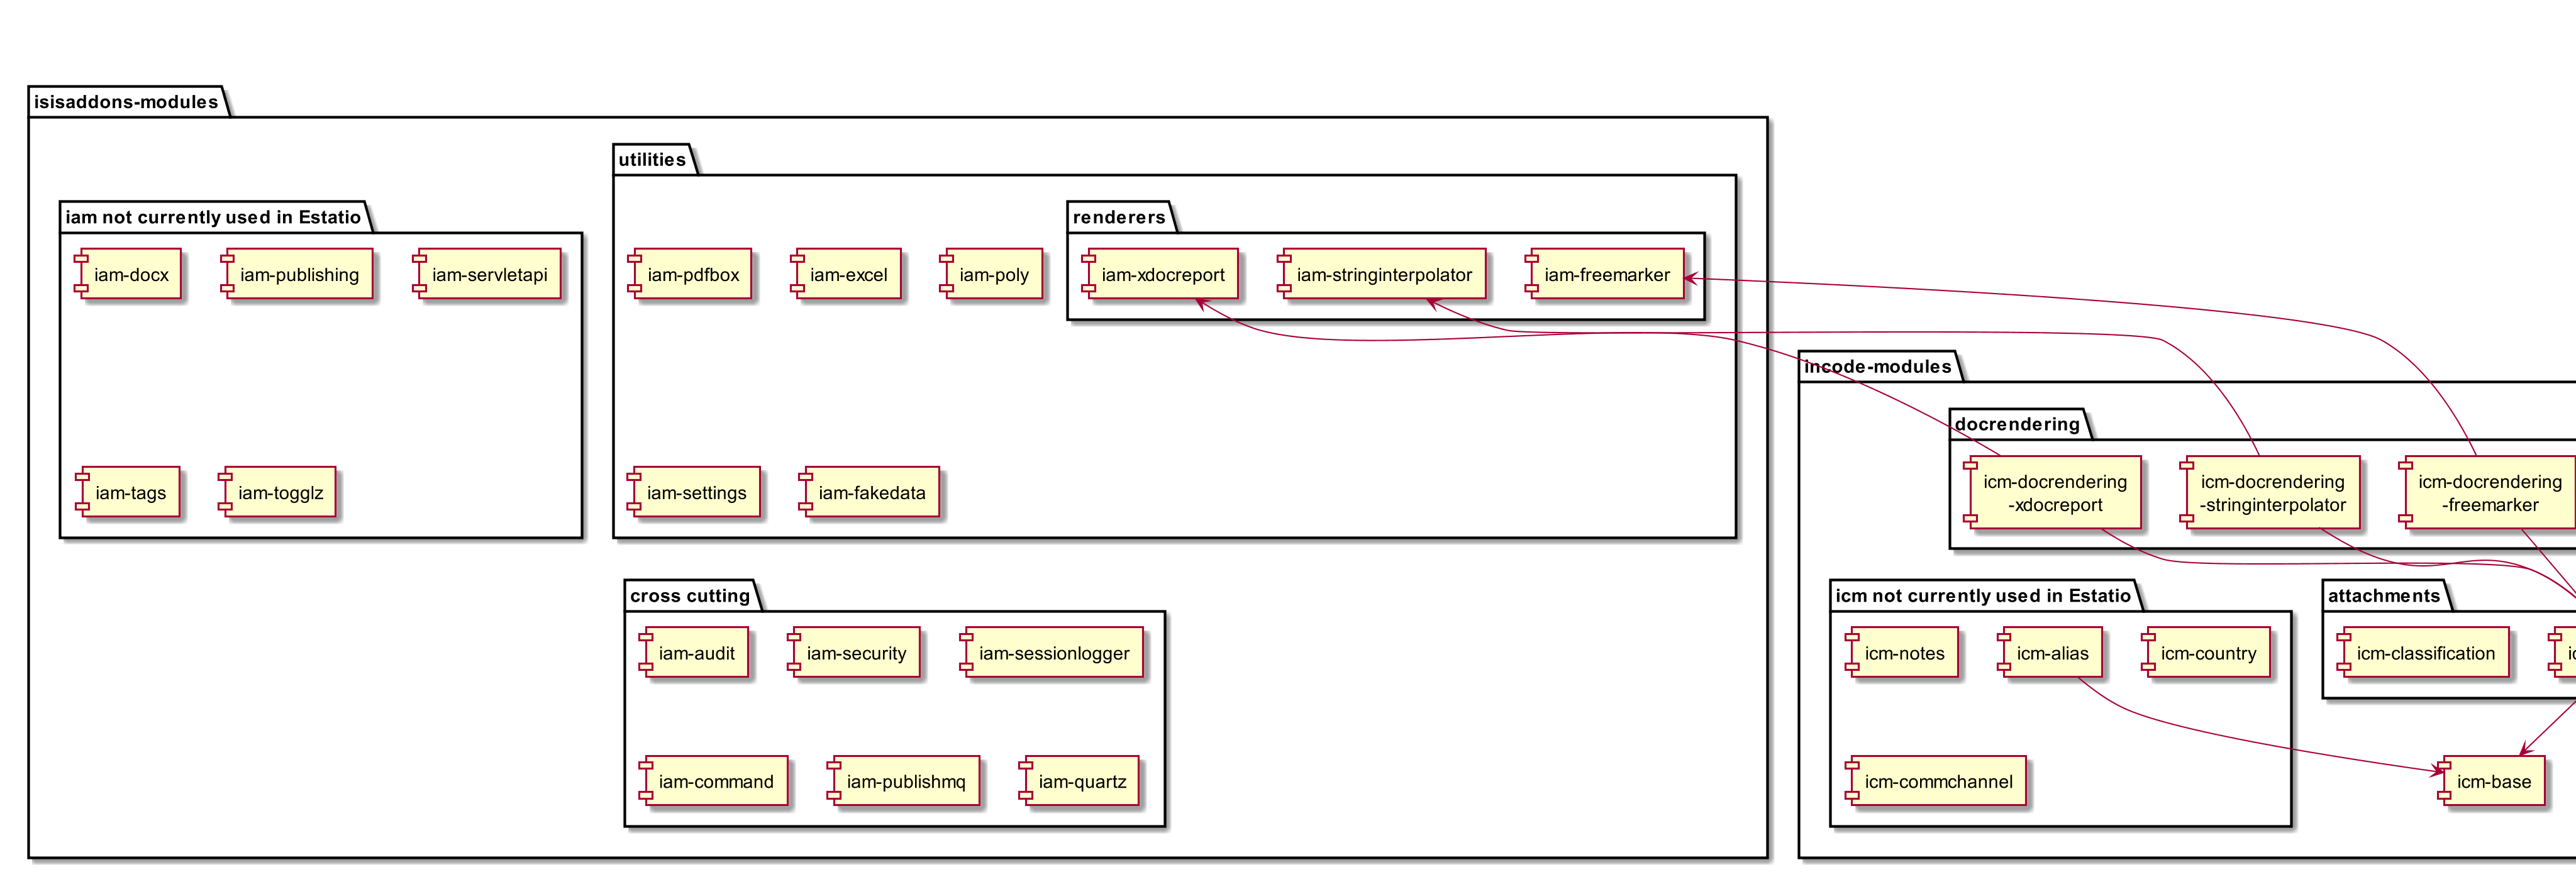 isisaddons-modules
utilities
iam not currently used in Estatio
renderers
iam-docx
iam-publishing
iam-servletapi
iam-pdfbox
iam-excel
iam-poly
iam-xdocreport
iam-stringinterpolator
iam-freemarker
iam-tags
iam-togglz
iam-settings
iam-fakedata
cross cutting
iam-audit
iam-security
iam-sessionlogger
iam-command
iam-publishmq
iam-quartz
incode-modules
docrendering
icm-docrendering
-xdocreport
icm-docrendering
-stringinterpolator
icm-docrendering
-freemarker
icm not currently used in Estatio
attachments
icm-notes
icm-alias
icm-country
icm-classification
icm-commchannel
icm-base